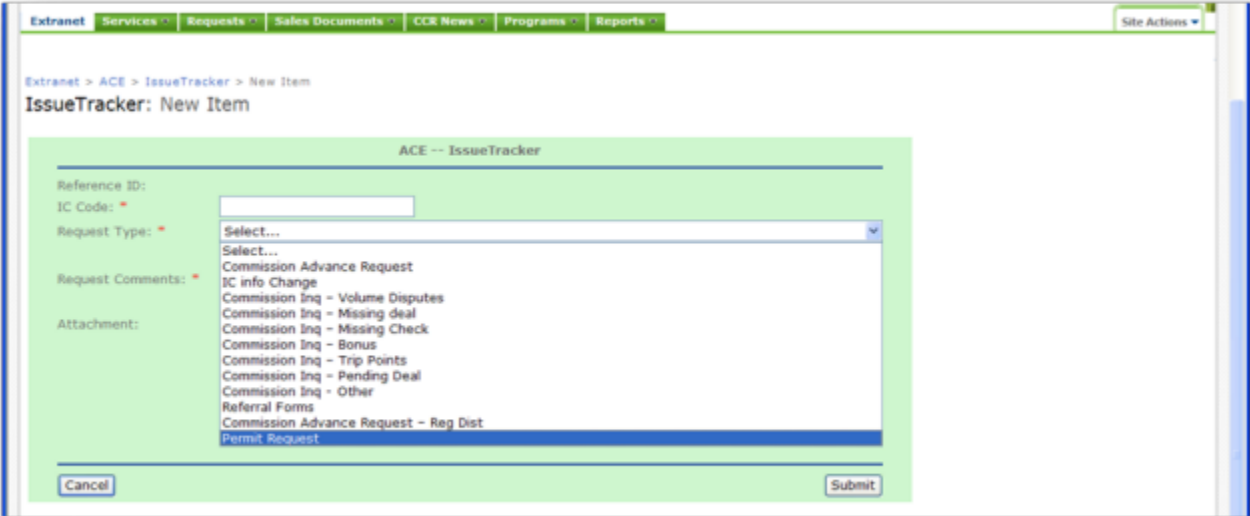 Extranet Services Requests Sales Documents CCR News Programs Reports Site Actions
Extranet > ACE > IssueTracker > New Item
IssueTracker: New Item
ACE -- IssueTracker
Reference ID:
IC Code: *
Request Type: * Select...
Select...
Commission Advance Request
IC info Change
Request Comments: *
Commission Inq – Volume Disputes
Commission Inq – Missing deal
Attachment:
Commission Inq – Missing Check
Commission Inq – Bonus
Commission Inq – Trip Points
Commission Inq – Pending Deal
Commission Inq - Other
Referral Forms
Commission Advance Request – Reg Dist
Permit Request
Cancel Submit